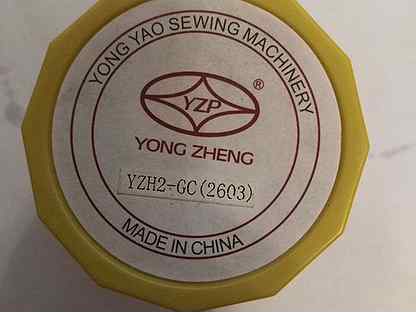 YONG YAO SEWING MACHINERY
YZP ®
YONG ZHENG
YZH2-GC(2603)
MADE IN CHINA